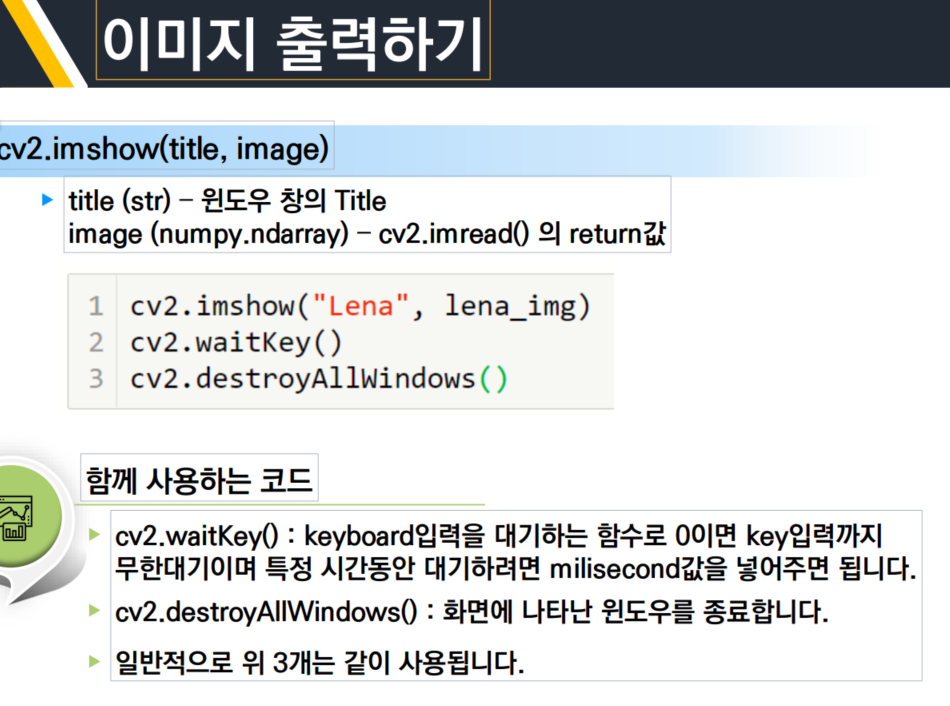 이미지 출력하기
cv2.imshow(title, image)
title (str) – 윈도우 창의 Title
image (numpy.ndarray) – cv2.imread() 의 return값
1 cv2.imshow("Lena", lena_img)
2 cv2.waitKey()
3 cv2.destroyAllWindows()
함께 사용하는 코드
cv2.waitKey() : keyboard입력을 대기하는 함수로 0이면 key입력까지
무한대기이며 특정 시간동안 대기하려면 milisecond값을 넣어주면 됩니다.
cv2.destroyAllWindows() : 화면에 나타난 윈도우를 종료합니다.
일반적으로 위 3개는 같이 사용됩니다.